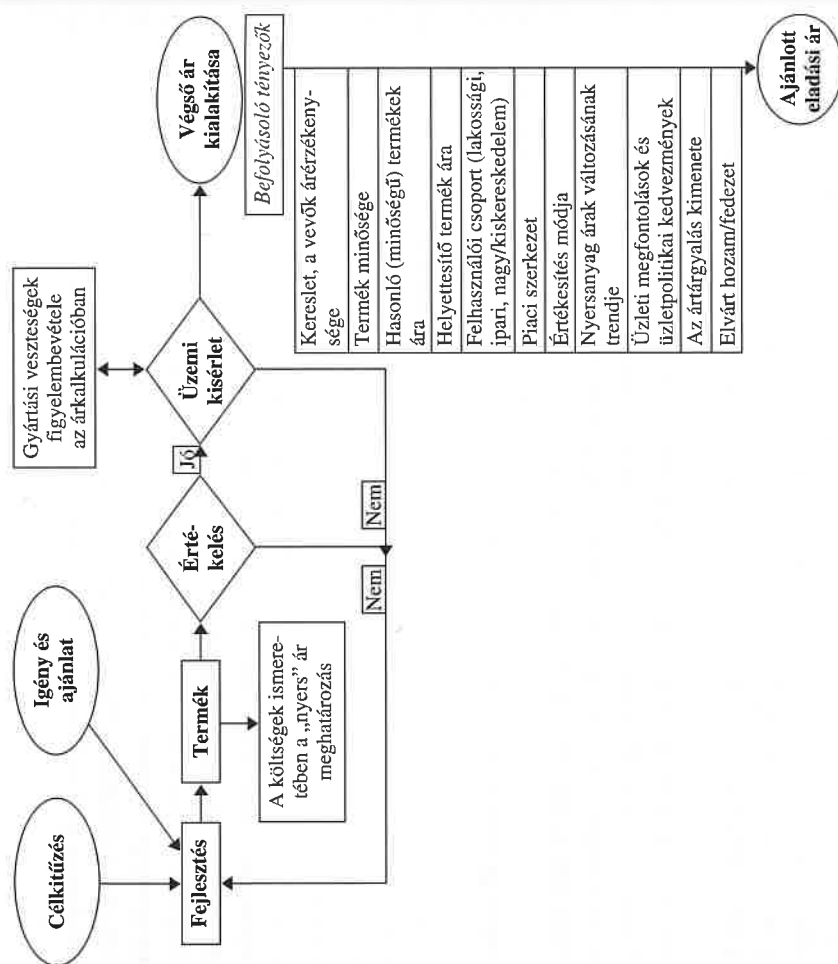 Célkitűzés
Igény és
ajánlat
Gyártási veszteségek
figyelembevétele
az árkalkulációban
Fejlesztés
Termék
Érté-
kelés
Jó
Üzemi
kisérlet
Végső ár
kialakítása
A költségek ismere-
tében a „nyers” ár
meghatározás
Nem
Nem
Befolyásoló tényezők
Kereslet, a vevők árérzékeny-
sége
Termék minősége
Hasonló (minőségű) termékek
ára
Helyettesítő termék ára
Felhasználói csoport (lakossági,
ipari, nagy/kiskereskedelem)
Piaci szerkezet
Értékesítés módja
Nyersanyag árak változásának
trendje
Üzleti megfontolások és
üzletpolitikai kedvezmények
Az ártárgyalás kimenete
Elvárt hozam/fedezet
Ajánlott
eladási ár